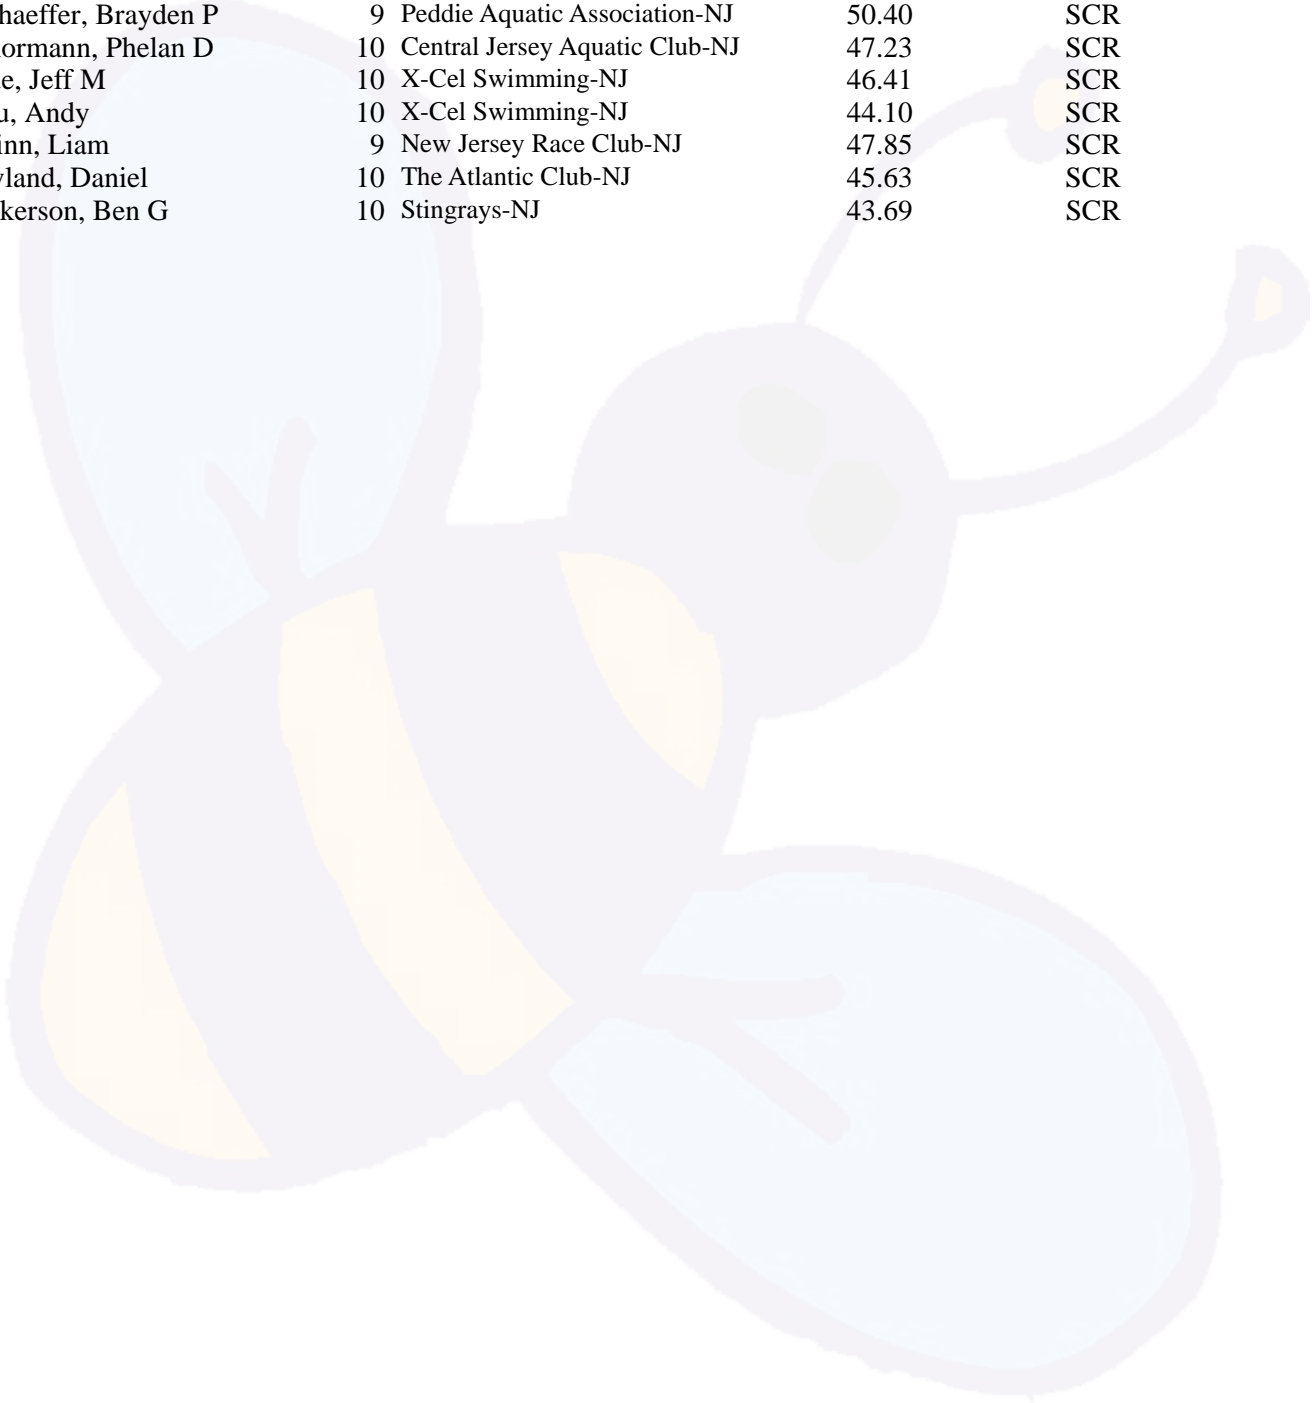 haeffer, Brayden P 9 Peddie Aquatic Association-NJ 50.40 SCR
ormann, Phelan D 10 Central Jersey Aquatic Club-NJ 47.23 SCR
e, Jeff M 10 X-Cel Swimming-NJ 46.41 SCR
u, Andy 10 X-Cel Swimming-NJ 44.10 SCR
inn, Liam 9 New Jersey Race Club-NJ 47.85 SCR
yland, Daniel 10 The Atlantic Club-NJ 45.63 SCR
kerson, Ben G 10 Stingrays-NJ 43.69 SCR